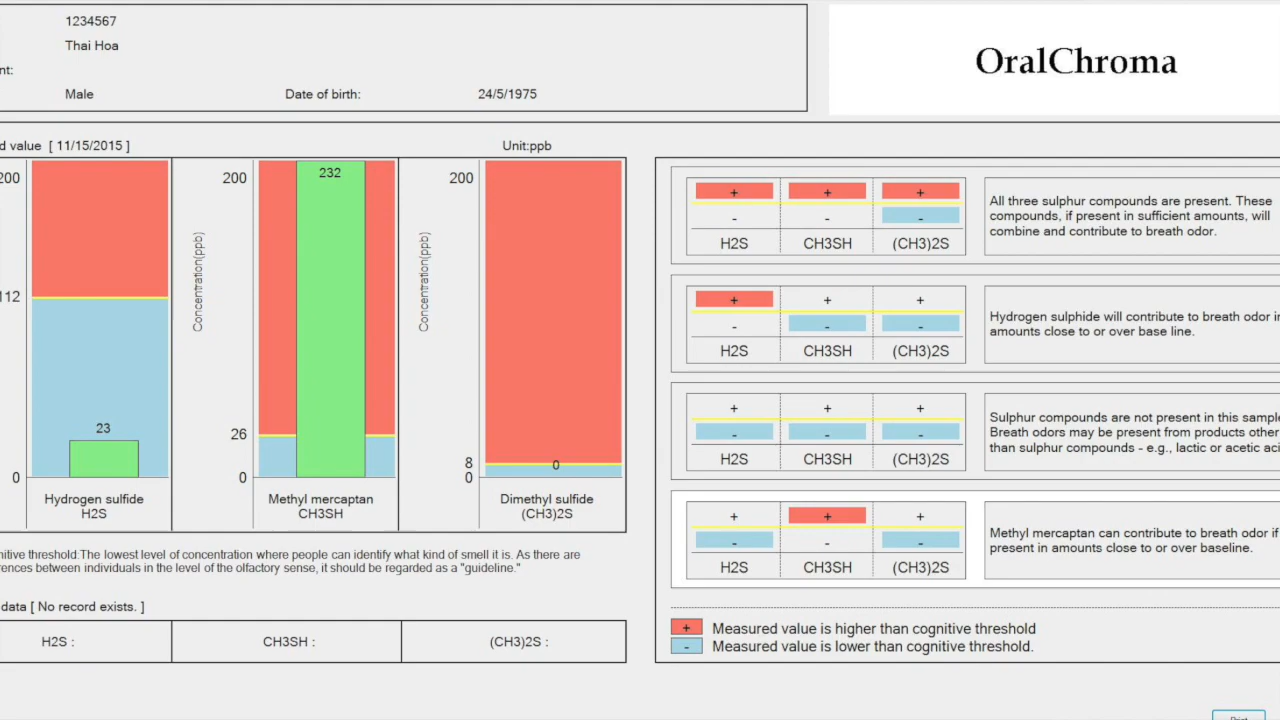 1234567
OralChroma
Thai Hoa
nt:
Male Date of birth: 24/5/1975
d value [ 11/15/2015 ] Unit:ppb
200 200 232 200
112
Concentration(ppb) Concentration(ppb)
23 26 8 0
0 0 0
Hydrogen sulfide Methyl mercaptan Dimethyl sulfide
H2S CH3SH (CH3)2S
nitive threshold:The lowest level of concentration where people can identify what kind of smell it is. As there are
rences between individuals in the level of the olfactory sense, it should be regarded as a "guideline."
data [ No record exists. ]
H2S : CH3SH : (CH3)2S :
+ + +
- - -
H2S CH3SH (CH3)2S
All three sulphur compounds are present. These
compounds, if present in sufficient amounts, will
combine and contribute to breath odor.
+ + +
- - -
H2S CH3SH (CH3)2S
Hydrogen sulphide will contribute to breath odor in
amounts close to or over base line.
+ + +
- - -
H2S CH3SH (CH3)2S
Sulphur compounds are not present in this sample
Breath odors may be present from products other
than sulphur compounds - e.g., lactic or acetic aci
+ + +
- - -
H2S CH3SH (CH3)2S
Methyl mercaptan can contribute to breath odor if
present in amounts close to or over baseline.
+ Measured value is higher than cognitive threshold
- Measured value is lower than cognitive threshold.